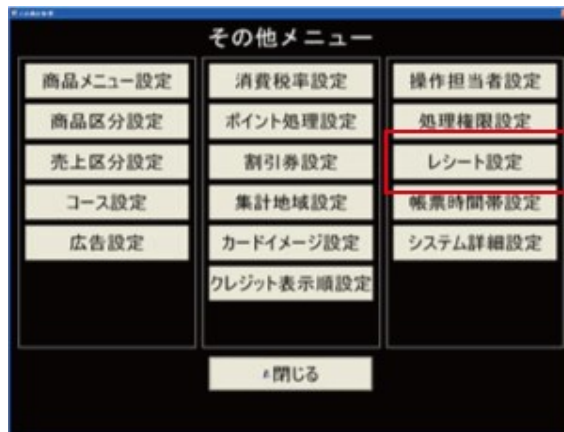 その他メニュー
商品メニュー設定
商品区分設定
売上区分設定
コース設定
広告設定
消費税率設定
ポイント処理設定
割引券設定
集計地域設定
カードイメージ設定
クレジット表示順設定
操作担当者設定
処理権限設定
レシート設定
帳票時間帯設定
システム詳細設定
閉じる